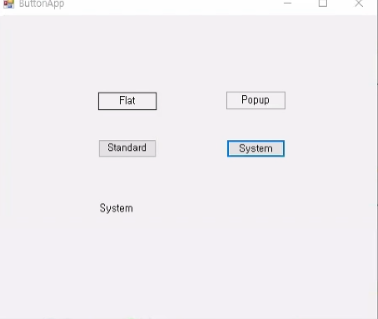 ButtonApp
Flat
Popup
Standard
System
System